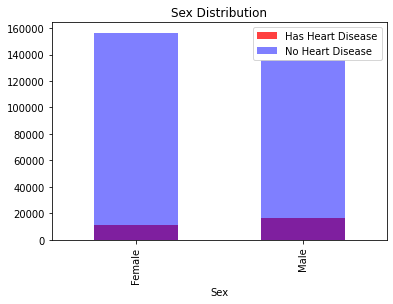 Sex Distribution
Has Heart Disease
No Heart Disease
160000
140000
120000
100000
80000
60000
40000
20000
0
Female
Male
Sex